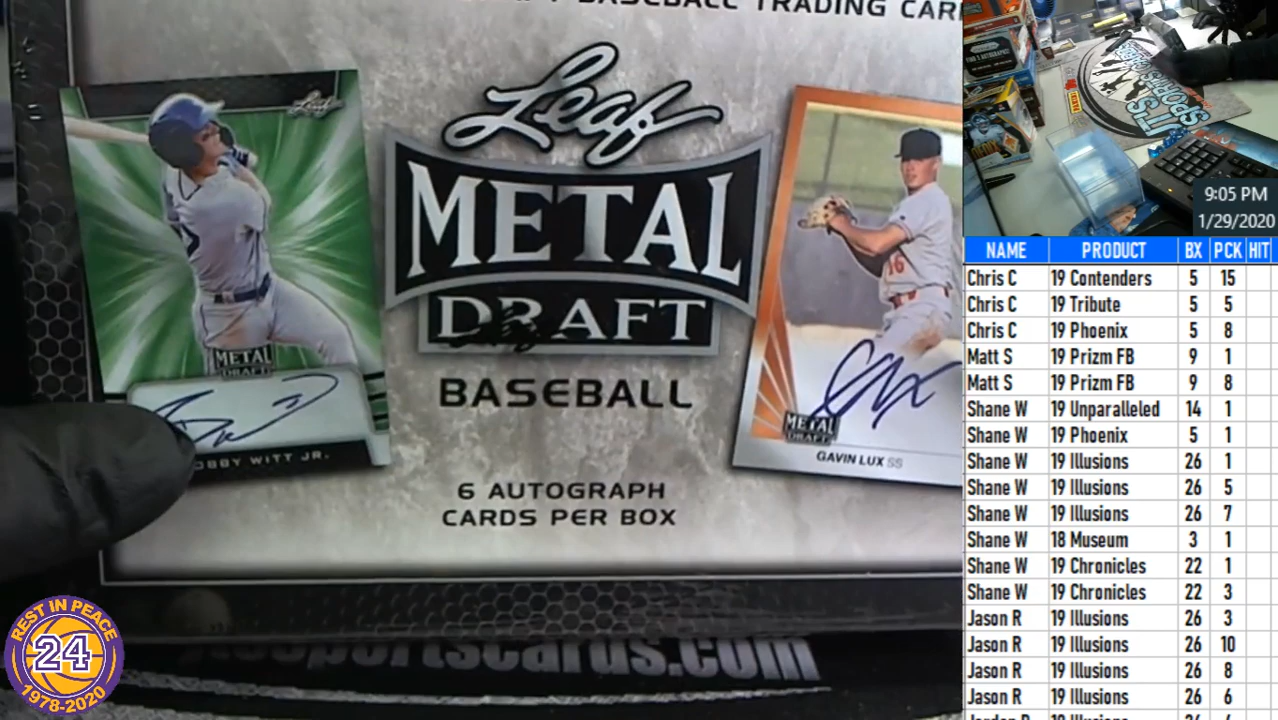 BASEBALL TRADING
Leaf
Leaf
METAL
DRAFT
BASEBALL
METAL
DRAFT
BOBBY WITT JR.
16
METAL
DRAFT
GAVIN LUX SS
6 AUTOGRAPH
CARDS PER BOX
REST IN PEACE
24
1978-2020
sportscards.com
IT'S
SPORTS
9:05 PM
1/29/2020
NAME PRODUCT BX PCK HIT
Chris C 19 Contenders 5 15
Chris C 19 Tribute 5 5
Chris C 19 Phoenix 5 8
Matt S 19 Prizm FB 9 1
Matt S 19 Prizm FB 9 8
Shane W 19 Unparalleled 14 1
Shane W 19 Phoenix 5 1
Shane W 19 Illusions 26 1
Shane W 19 Illusions 26 5
Shane W 19 Illusions 26 7
Shane W 18 Museum 3 1
Shane W 19 Chronicles 22 1
Shane W 19 Chronicles 22 3
Jason R 19 Illusions 26 3
Jason R 19 Illusions 26 10
Jason R 19 Illusions 26 8
Jason R 19 Illusions 26 6